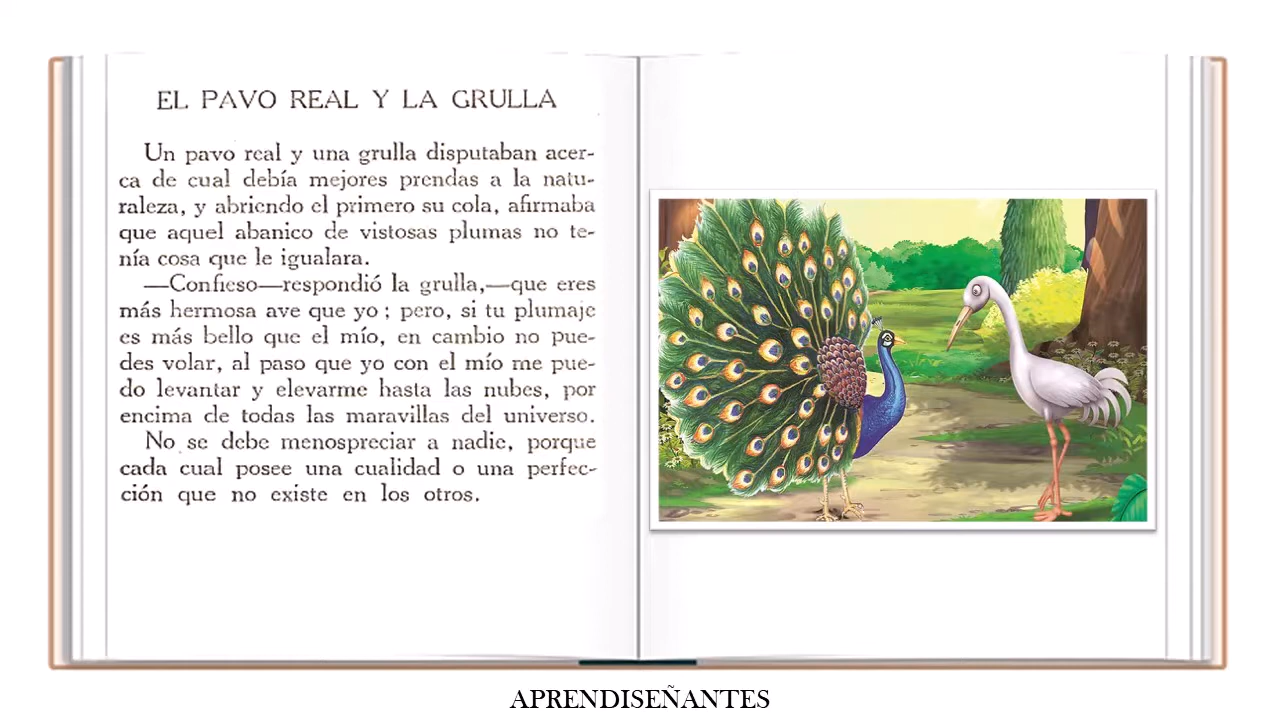 EL PAVO REAL Y LA GRULLA
Un pavo real y una grulla disputaban acer-
ca de cual debía mejores prendas a la natu-
raleza, y abriendo el primero su cola, afirmaba
que aquel abanico de vistosas plumas no te-
nía cosa que le igualara.
—Confieso—respondió la grulla,—que eres
más hermosa ave que yo; pero, si tu plumaje
es más bello que el mío, en cambio no pue-
des volar, al paso que yo con el mío me pue-
do levantar y elevarme hasta las nubes, por
encima de todas las maravillas del universo.
No se debe menospreciar a nadie, porque
cada cual posee una cualidad o una perfec-
ción que no existe en los otros.
APRENDISEÑANTES